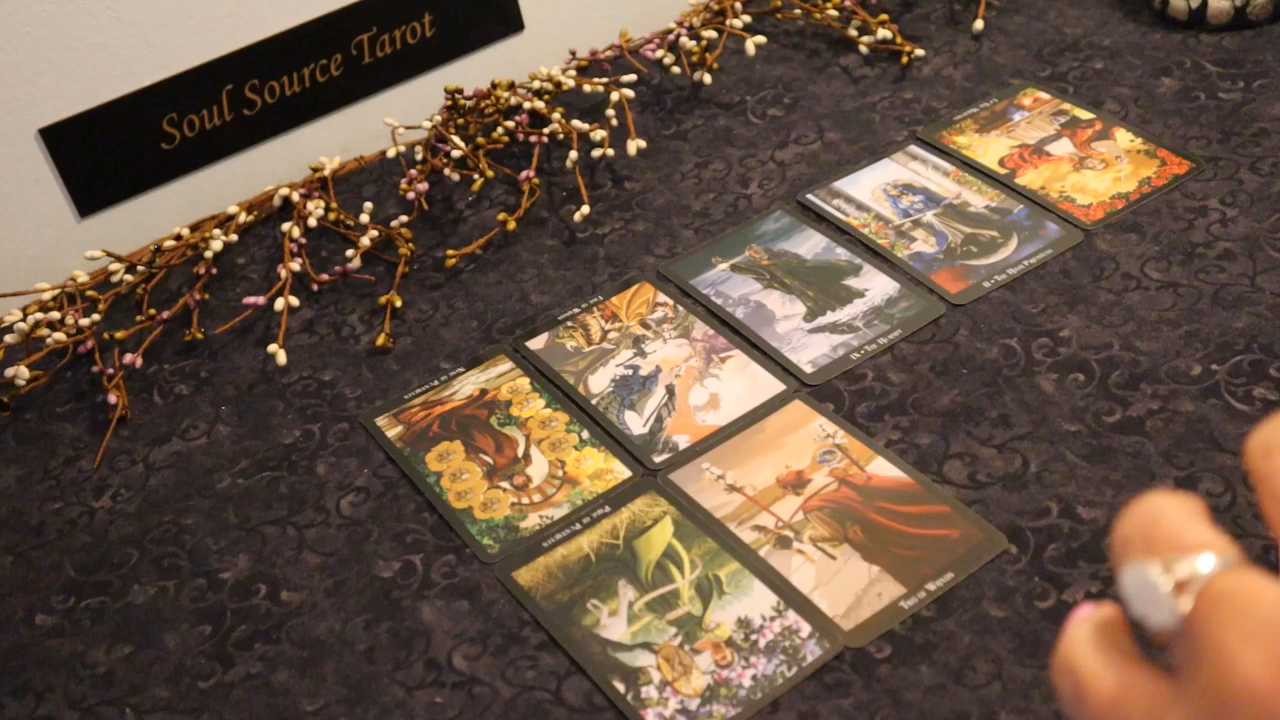 Soul Source Tarot
II • The High Priestess
IX • The Hermit
Five of Wands
Nine of Pentacles
Page of Pentacles
Two of Wands